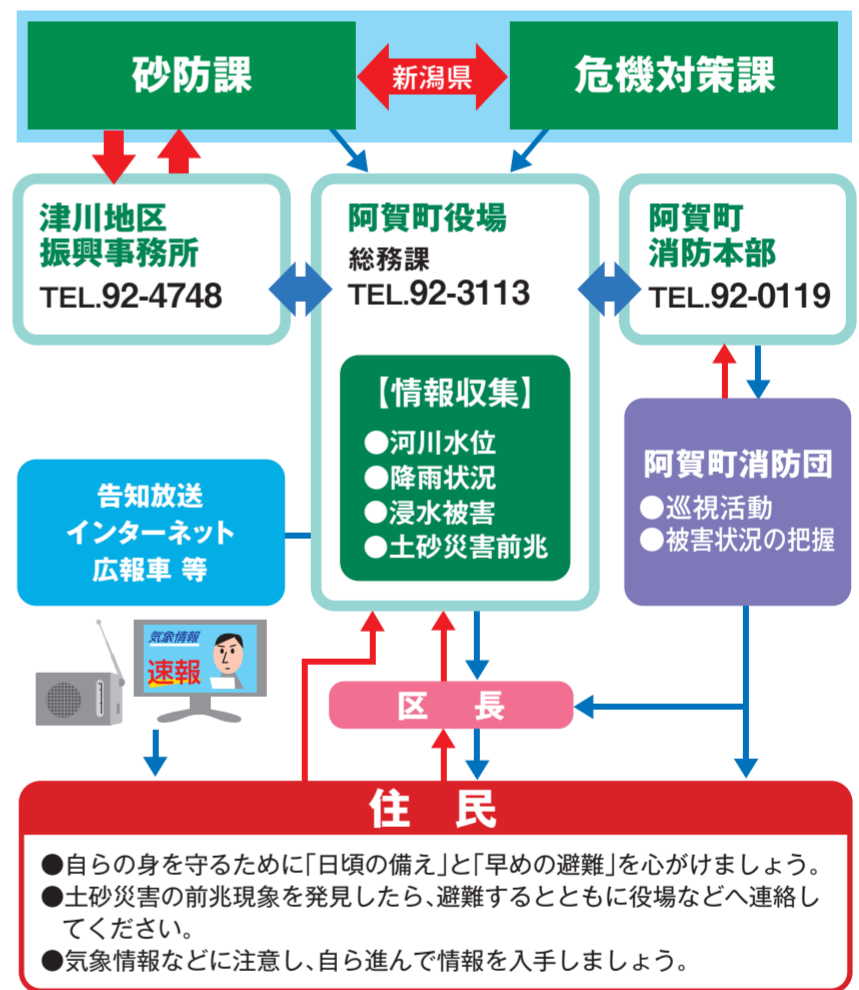 砂防課
新潟県
危機対策課
津川地区
振興事務所
TEL.92-4748
阿賀町役場
総務課
TEL.92-3113
阿賀町
消防本部
TEL.92-0119
【情報収集】
●河川水位
●降雨状況
●浸水被害
●土砂災害前兆
阿賀町消防団
●巡視活動
●被害状況の把握
告知放送
インターネット
広報車 等
気象情報
速報
区 長
住 民
●自らの身を守るために「日頃の備え」と「早めの避難」を心がけましょう。
●土砂災害の前兆現象を発見したら、避難するとともに役場などへ連絡し
てください。
●気象情報などに注意し、自ら進んで情報を入手しましょう。